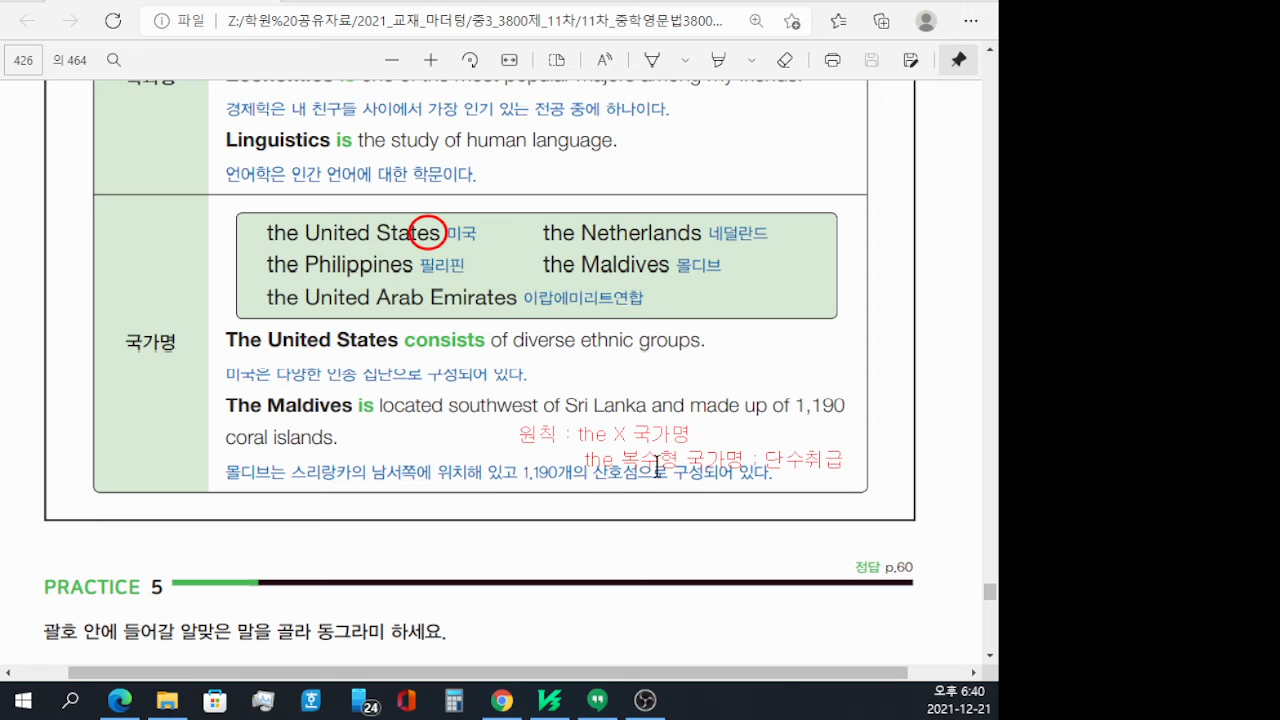 파일 Z:/학원%20공유자료/2021_교재_마더텅/중3_3800제_11차/11차_중학영문법3800...
426 의 464
경제학은 내 친구들 사이에서 가장 인기 있는 전공 중에 하나이다.
Linguistics is the study of human language.
언어학은 인간 언어에 대한 학문이다.
the United States 미국 the Netherlands 네덜란드
the Philippines 필리핀 the Maldives 몰디브
the United Arab Emirates 아랍에미리트연합
국가명
The United States consists of diverse ethnic groups.
미국은 다양한 인종 집단으로 구성되어 있다.
The Maldives is located southwest of Sri Lanka and made up of 1,190
coral islands.
원칙 : the X 국가명
the 복수형 국가명 : 단수취급
몰디브는 스리랑카의 남서쪽에 위치해 있고 1,190개의 산호섬으로 구성되어 있다.
정답 p.60
PRACTICE 5
괄호 안에 들어갈 알맞은 말을 골라 동그라미 하세요.
24
오후 6:40
2021-12-21